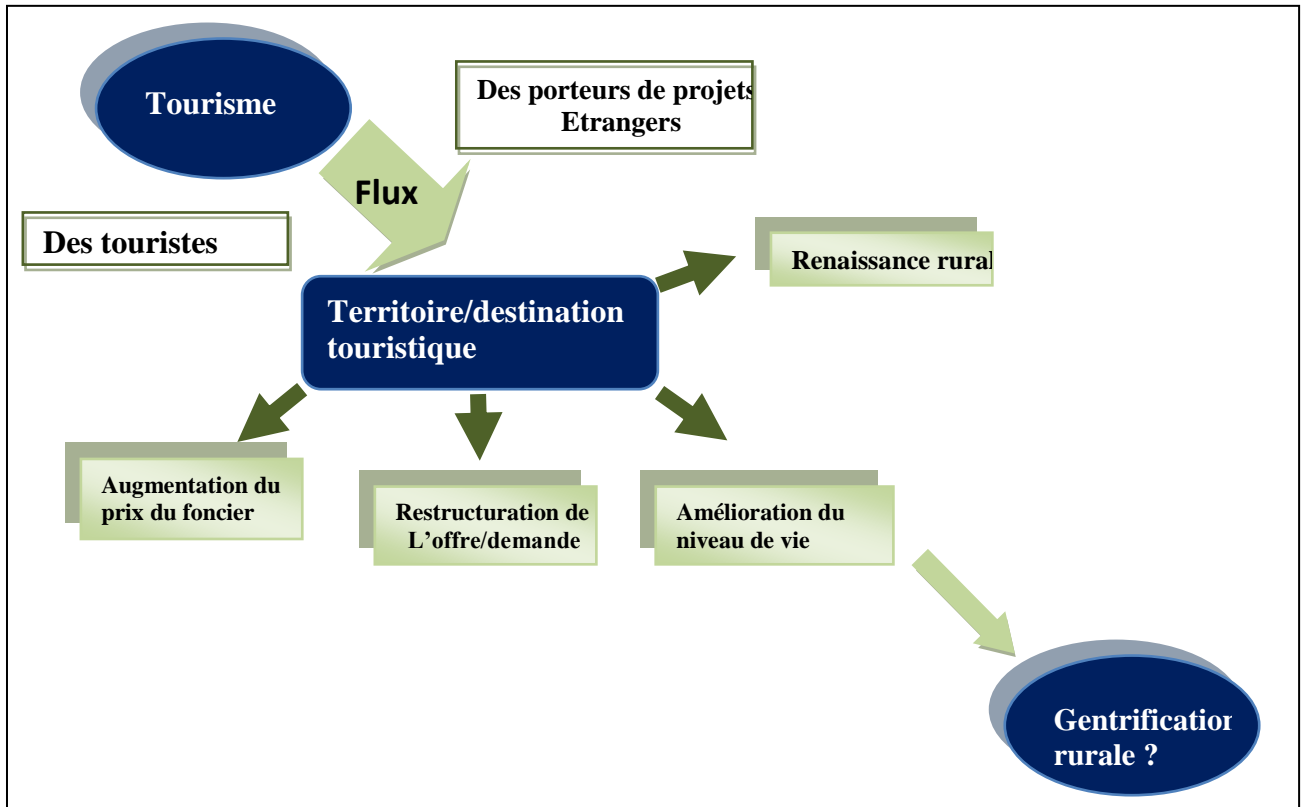 Tourisme
Des porteurs de projets
Etrangers
Flux
Des touristes
Renaissance rural
Territoire/destination
touristique
Augmentation du
prix du foncier
Restructuration de
L'offre/demande
Amélioration du
niveau de vie
Gentrification
rurale ?